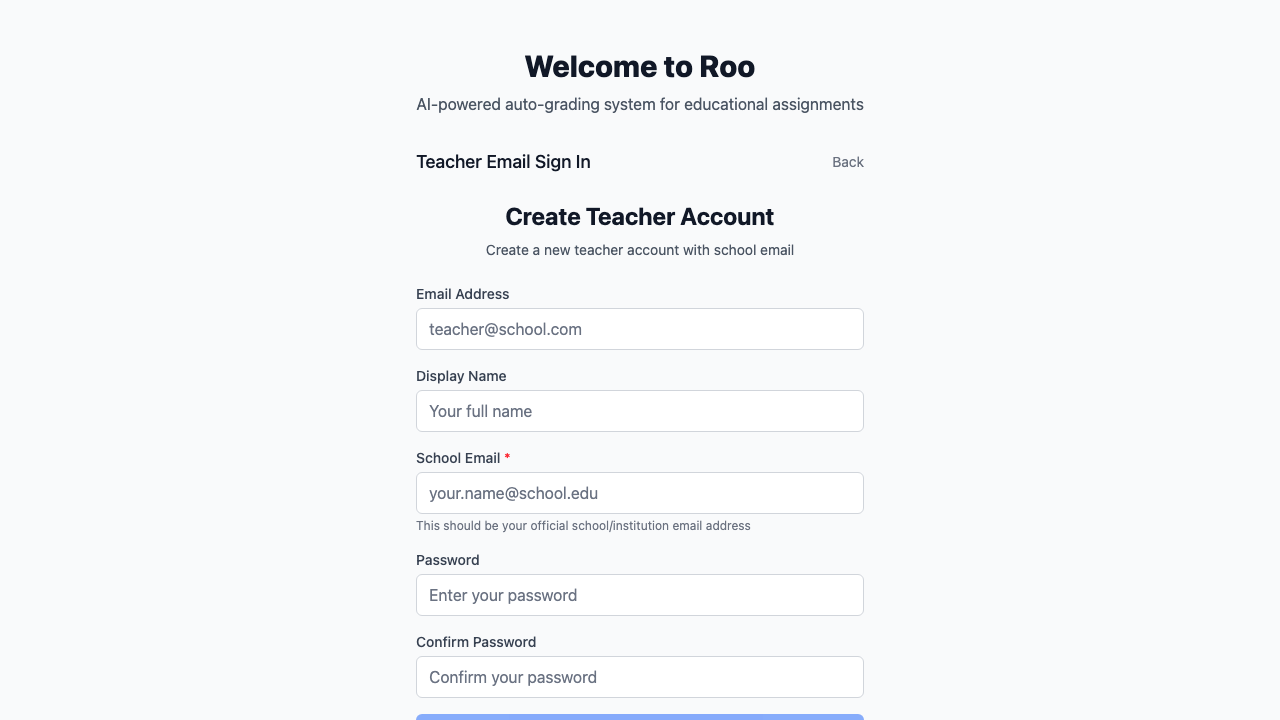 Welcome to Roo
AI-powered auto-grading system for educational assignments
Teacher Email Sign In
Back
Create Teacher Account
Create a new teacher account with school email
Email Address
teacher@school.com
Display Name
Your full name
School Email *
your.name@school.edu
This should be your official school/institution email address
Password
Enter your password
Confirm Password
Confirm your password